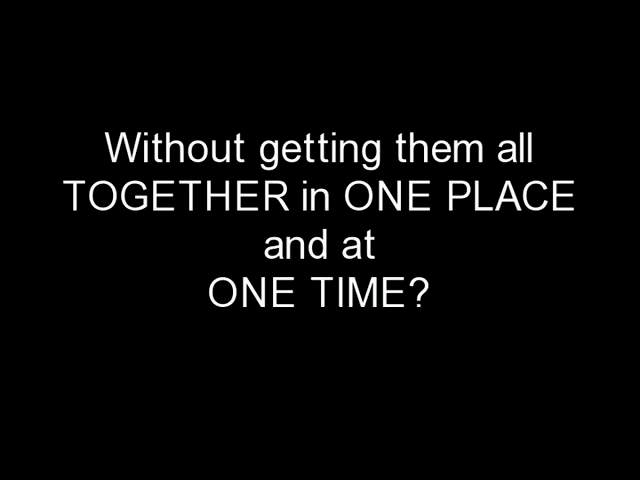 Without getting them all
TOGETHER in ONE PLACE
and at
ONE TIME?